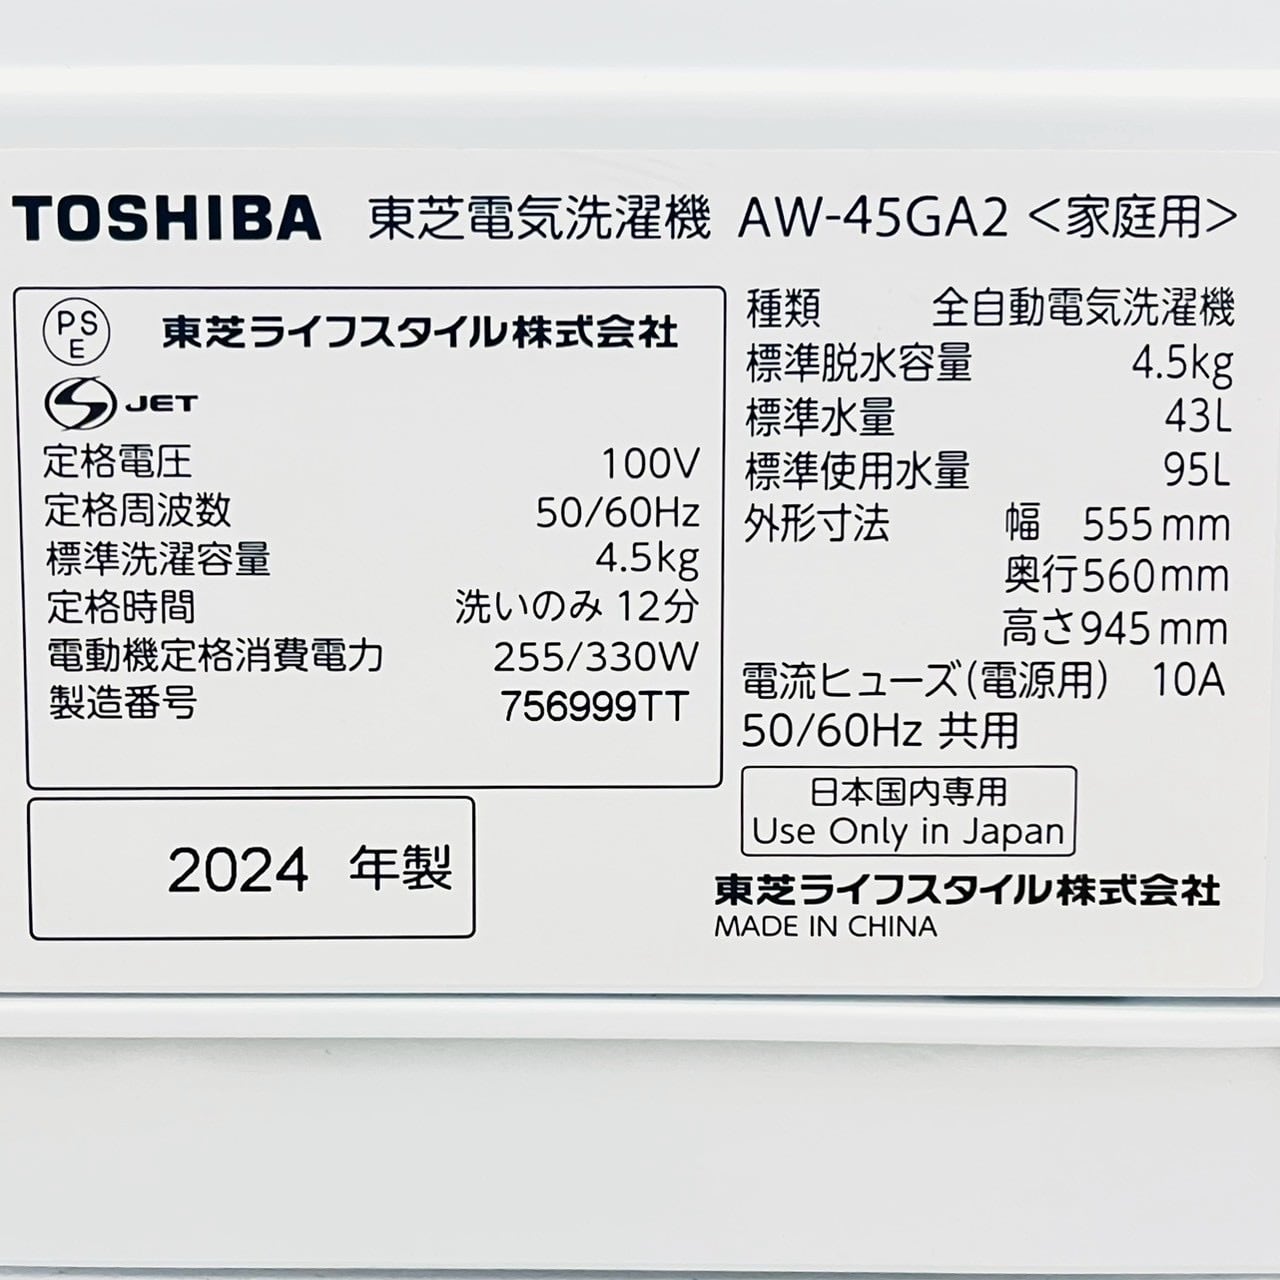 TOSHIBA 東芝電気洗濯機 AW-45GA2 <家庭用>
PSE 東芝ライフスタイル株式会社
S JET
定格電圧 100V
定格周波数 50/60Hz
標準洗濯容量 4.5kg
定格時間 洗いのみ 12分
電動機定格消費電力 255/330W
製造番号 756999TT
2024 年製
種類 全自動電気洗濯機
標準脱水容量 4.5kg
標準水量 43L
標準使用水量 95L
外形寸法 幅 555mm
奥行560mm
高さ945mm
電流ヒューズ(電源用) 10A
50/60Hz 共用
日本国内専用
Use Only in Japan
東芝ライフスタイル株式会社
MADE IN CHINA